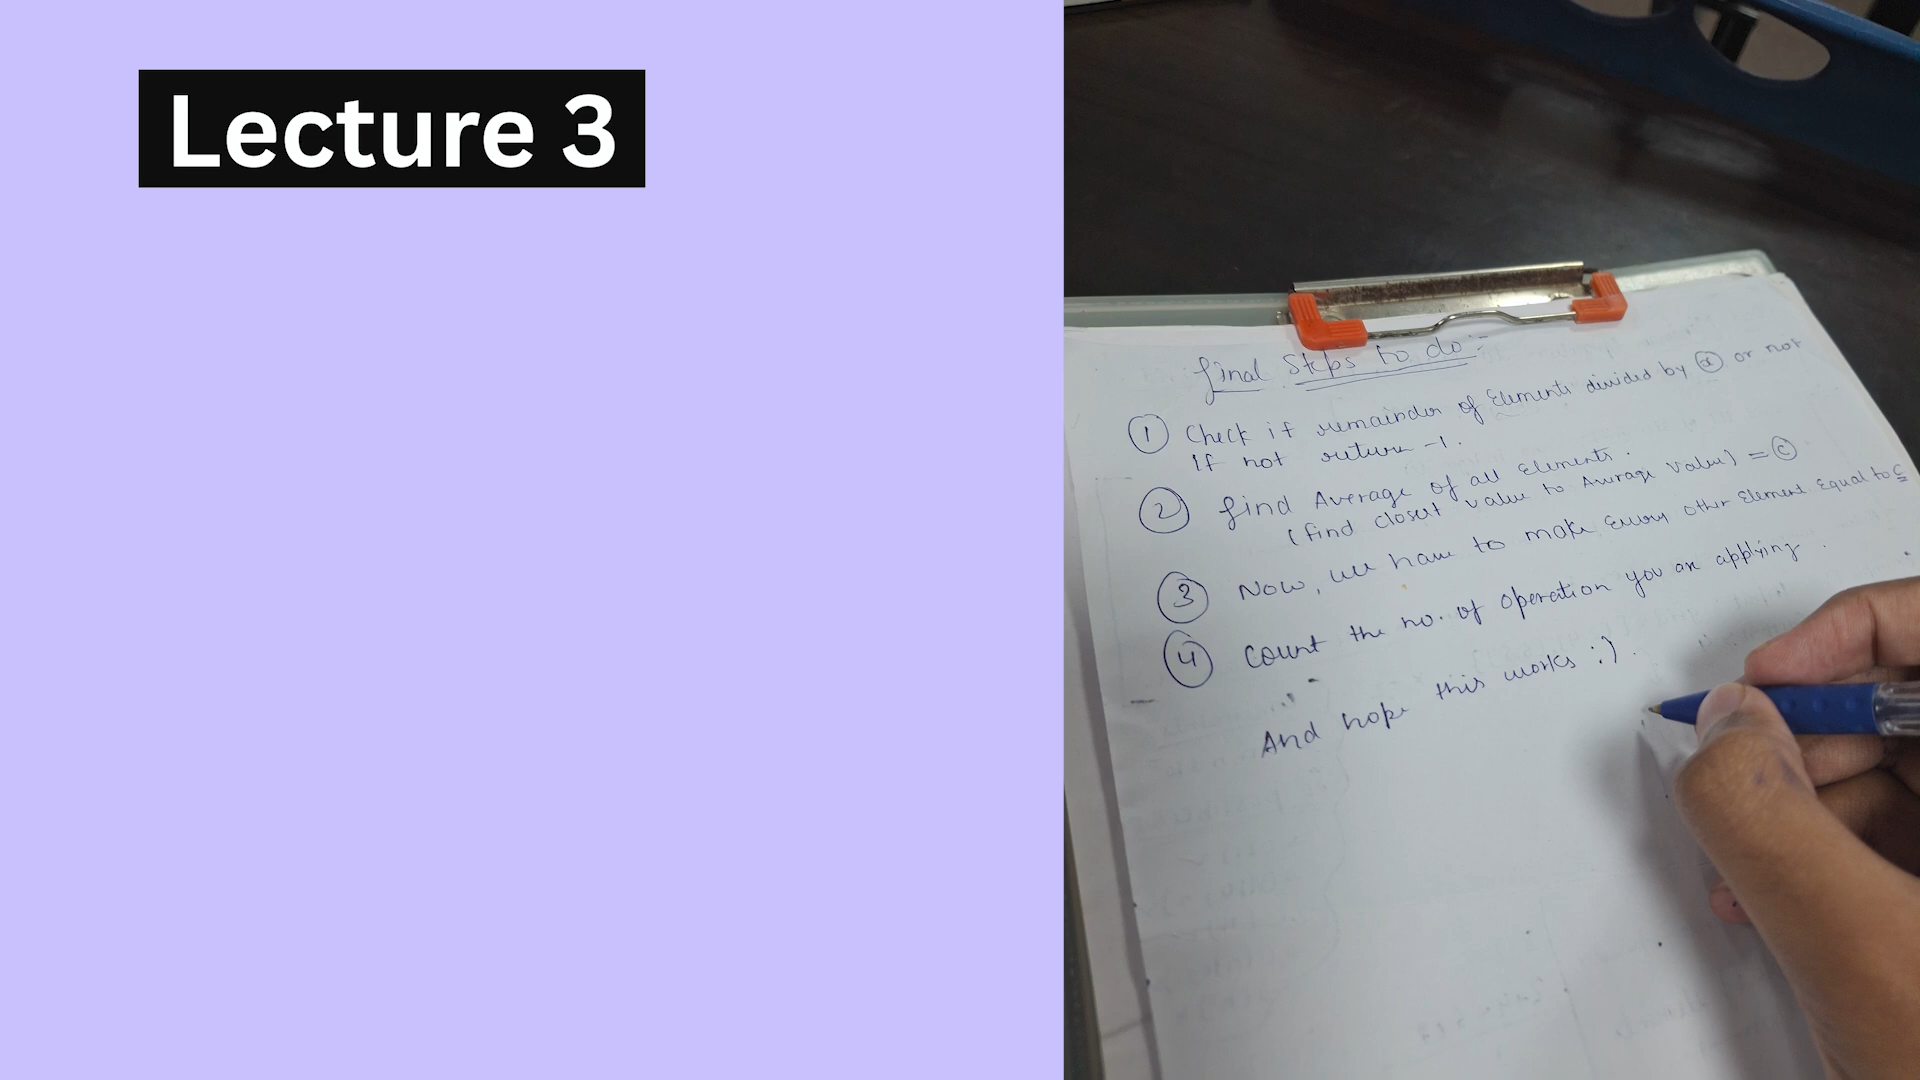 Lecture 3
Final Steps to do :-
① Check if remainder of Elements divided by ⓧ or not
If not return -1.
② Find Average of all Elements.
(Find closest value to Average Value) = ⓒ
③ Now, we have to make Every other Element Equal to c
④ Count the no. of operation you are applying.
And hope this works :).